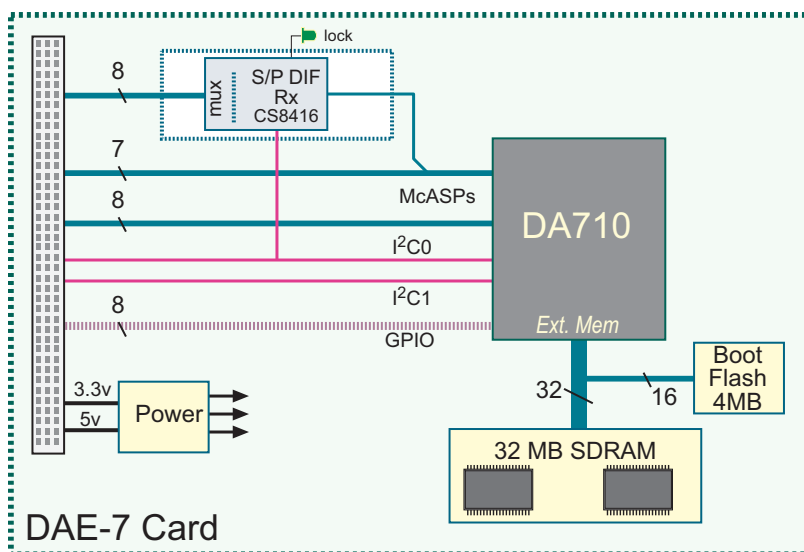 lock
8
mux
S/P DIF
Rx
CS8416
7
McASPs
8
DA710
I²C0
I²C1
8
GPIO
Ext. Mem
3.3v
5v
Power
32
16
Boot
Flash
4MB
32 MB SDRAM
DAE-7 Card